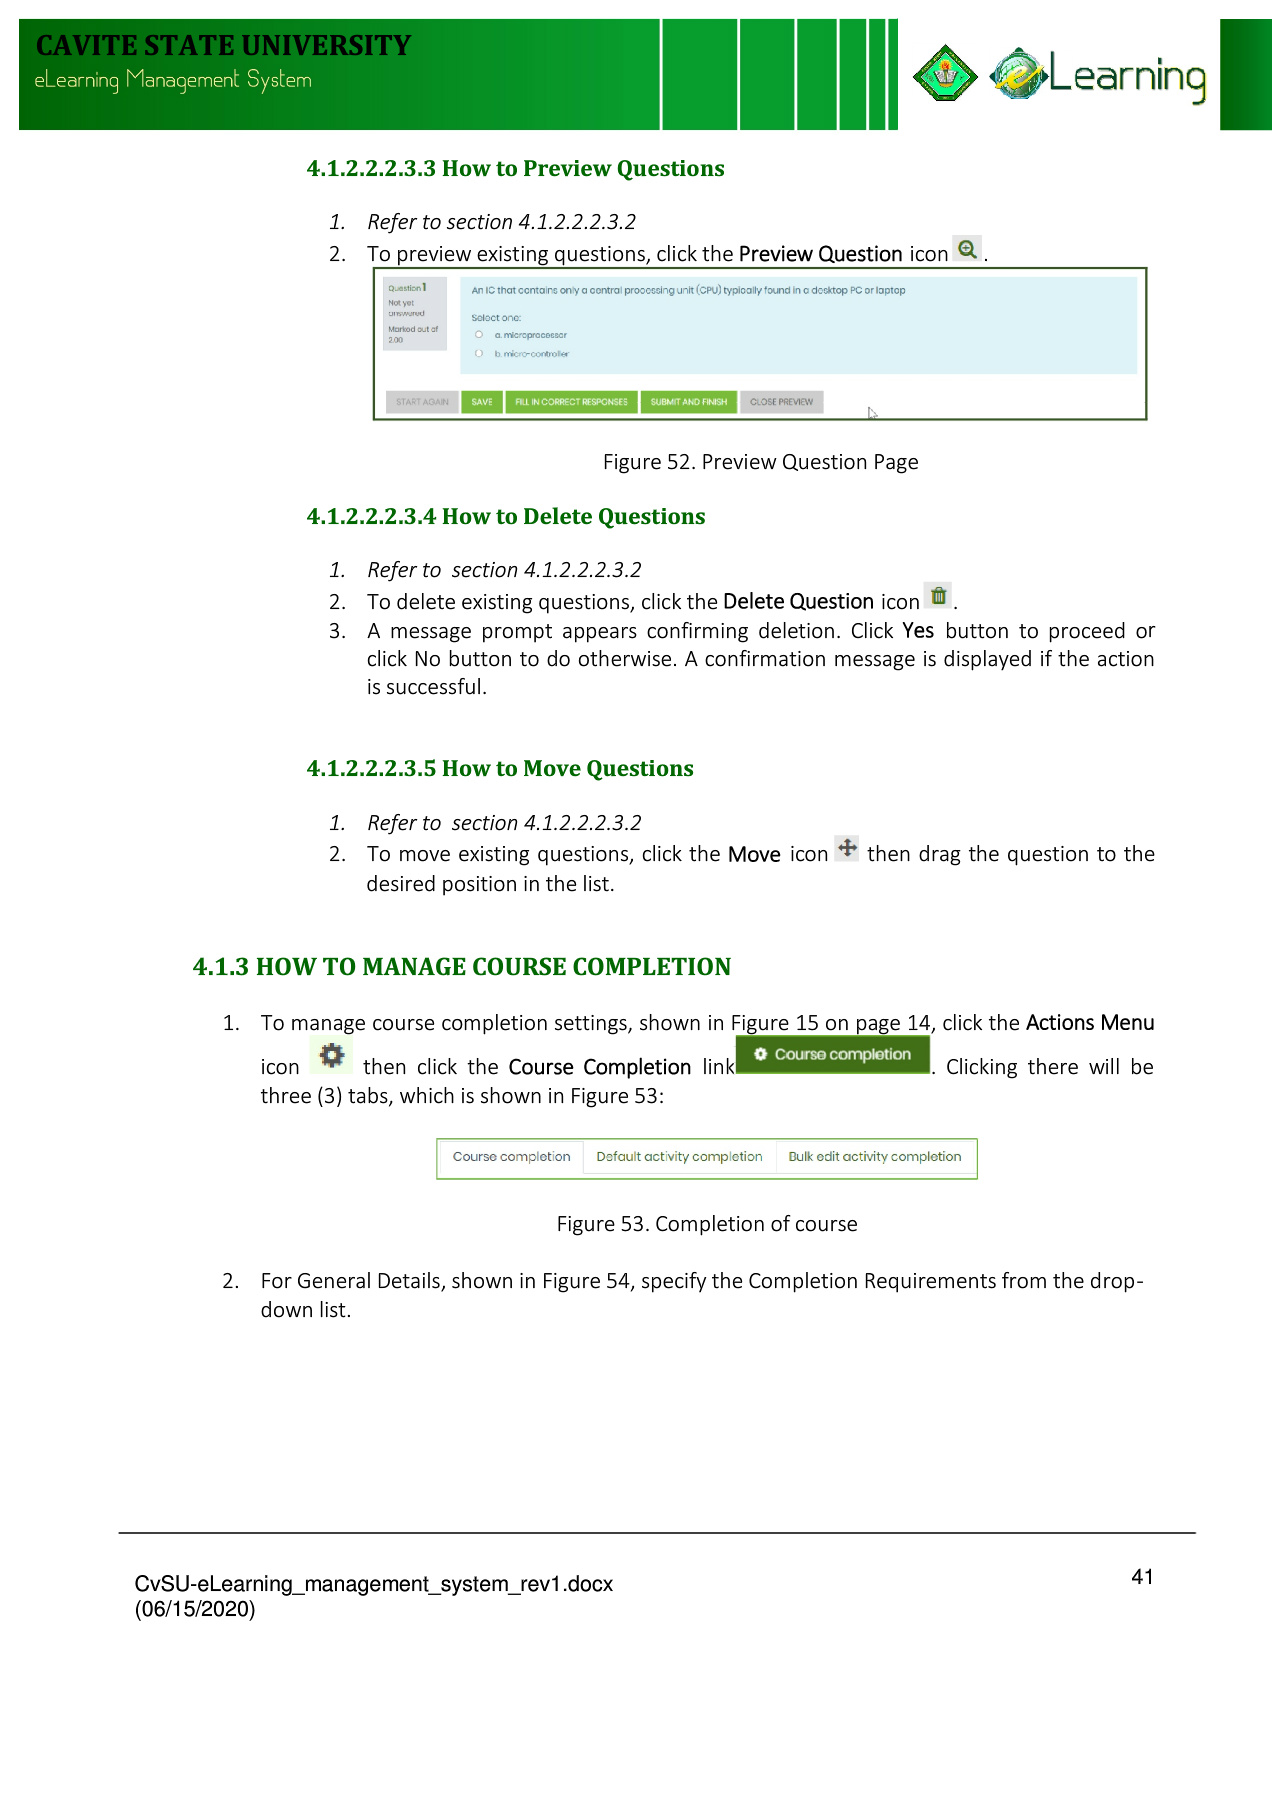 CAVITE STATE UNIVERSITY
eLearning Management System
eLearning
4.1.2.2.2.3.3 How to Preview Questions
1. Refer to section 4.1.2.2.2.3.2
2. To preview existing questions, click the Preview Question icon .
Question 1
Not yet
answered
Marked out of
2.00
An IC that contains only a central processing unit (CPU) typically found in a desktop PC or laptop
Select one:
a. microprocessor
b. micro-controller
START AGAIN SAVE FILL IN CORRECT RESPONSES SUBMIT AND FINISH CLOSE PREVIEW
Figure 52. Preview Question Page
4.1.2.2.2.3.4 How to Delete Questions
1. Refer to section 4.1.2.2.2.3.2
2. To delete existing questions, click the Delete Question icon .
3. A message prompt appears confirming deletion. Click Yes button to proceed or
click No button to do otherwise. A confirmation message is displayed if the action
is successful.
4.1.2.2.2.3.5 How to Move Questions
1. Refer to section 4.1.2.2.2.3.2
2. To move existing questions, click the Move icon then drag the question to the
desired position in the list.
4.1.3 HOW TO MANAGE COURSE COMPLETION
1. To manage course completion settings, shown in Figure 15 on page 14, click the Actions Menu
icon then click the Course Completion link Course completion . Clicking there will be
three (3) tabs, which is shown in Figure 53:
Course completion Default activity completion Bulk edit activity completion
Figure 53. Completion of course
2. For General Details, shown in Figure 54, specify the Completion Requirements from the drop-
down list.
CvSU-eLearning_management_system_rev1.docx 41
(06/15/2020)